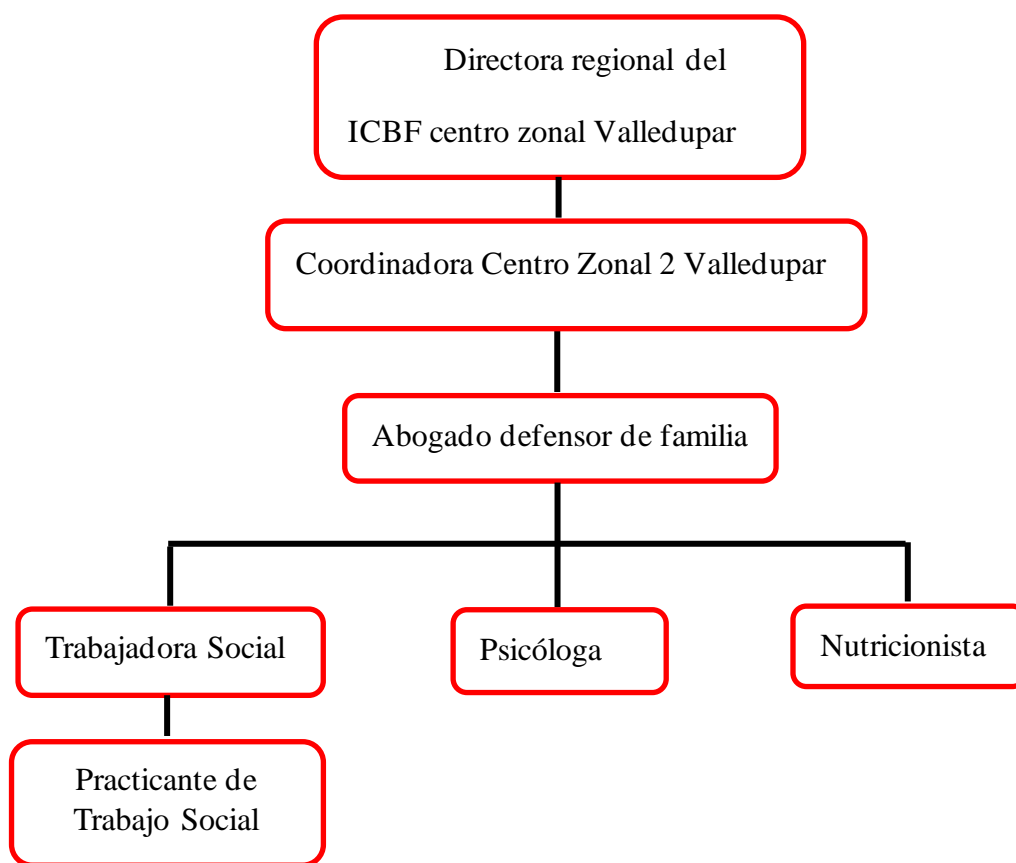 Directora regional del
ICBF centro zonal Valledupar
Coordinadora Centro Zonal 2 Valledupar
Abogado defensor de familia
Trabajadora Social
Psicóloga
Nutricionista
Practicante de
Trabajo Social